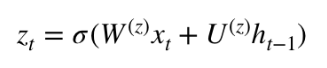 z_t = σ(W^{(z)} x_t + U^{(z)} h_{t-1})